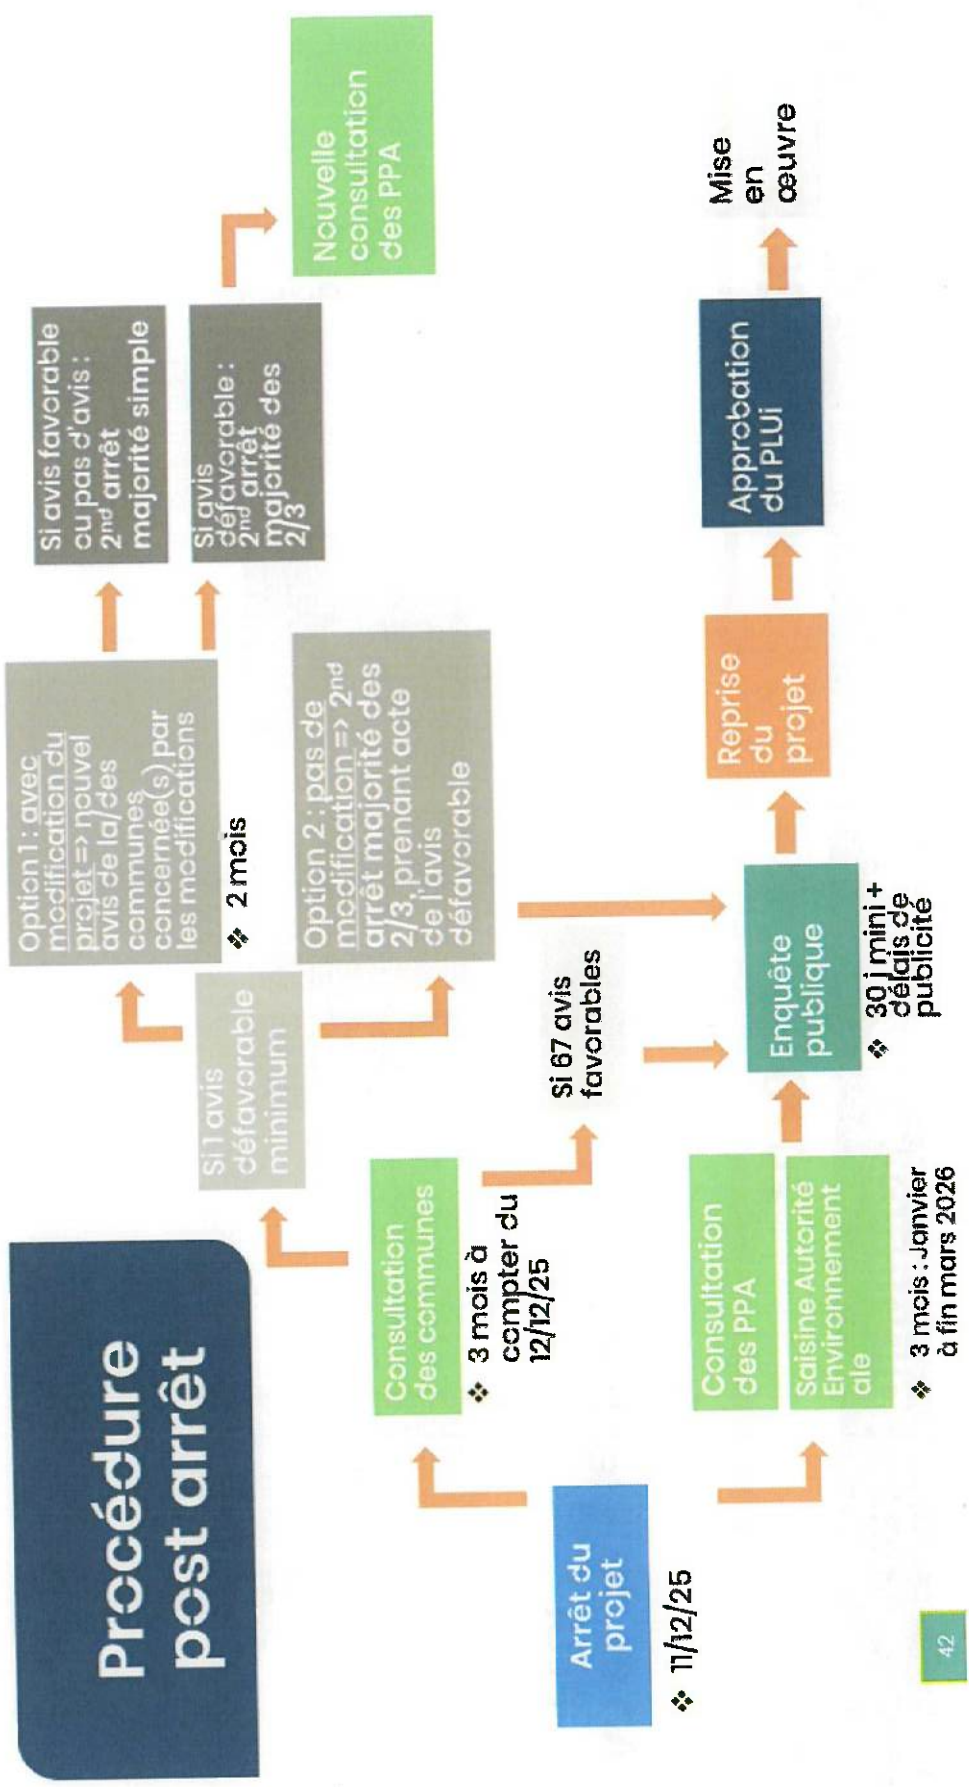 Procédure
post arrêt
Arrêt du
projet
❖ 11/12/25
Consultation
des communes
❖ 3 mois à
compter du
12/12/25
Si 1 avis
défavorable
minimum
Option 1 : avec
modification du
projet => nouvel
avis de la/des
communes
concernée(s) par
les modifications
❖ 2 mois
Si avis favorable
ou pas d'avis :
2nd arrêt
majorité simple
Si avis
défavorable :
2nd arrêt
majorité des
2/3
Nouvelle
consultation
des PPA
Option 2 : pas de
modification => 2nd
arrêt majorité des
2/3, prenant acte
de l'avis
défavorable
Si 67 avis
favorables
Consultation
des PPA
Saisine Autorité
Environnement
ale
❖ 3 mois : Janvier
à fin mars 2026
Enquête
publique
❖ 30 j mini +
délais de
publicité
Reprise
du
projet
Approbation
du PLUi
Mise
en
œuvre
42